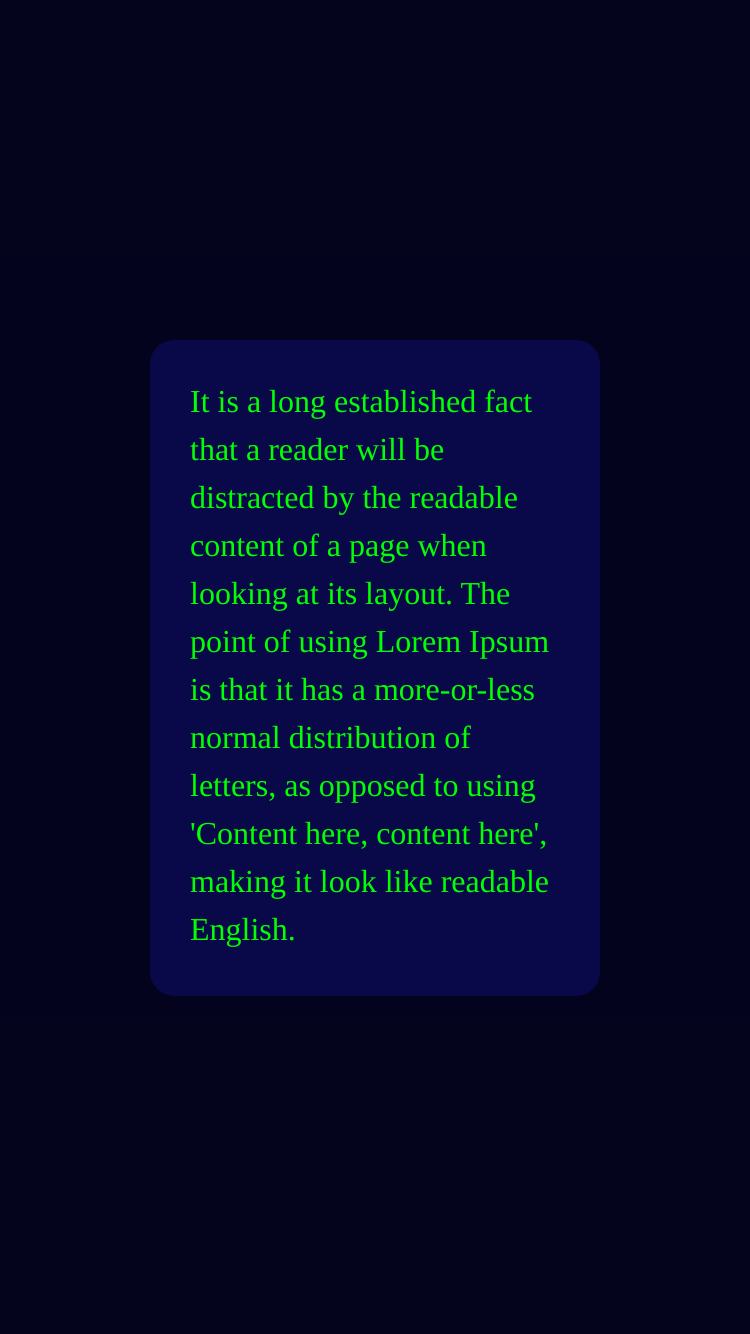 It is a long established fact
that a reader will be
distracted by the readable
content of a page when
looking at its layout. The
point of using Lorem Ipsum
is that it has a more-or-less
normal distribution of
letters, as opposed to using
'Content here, content here',
making it look like readable
English.